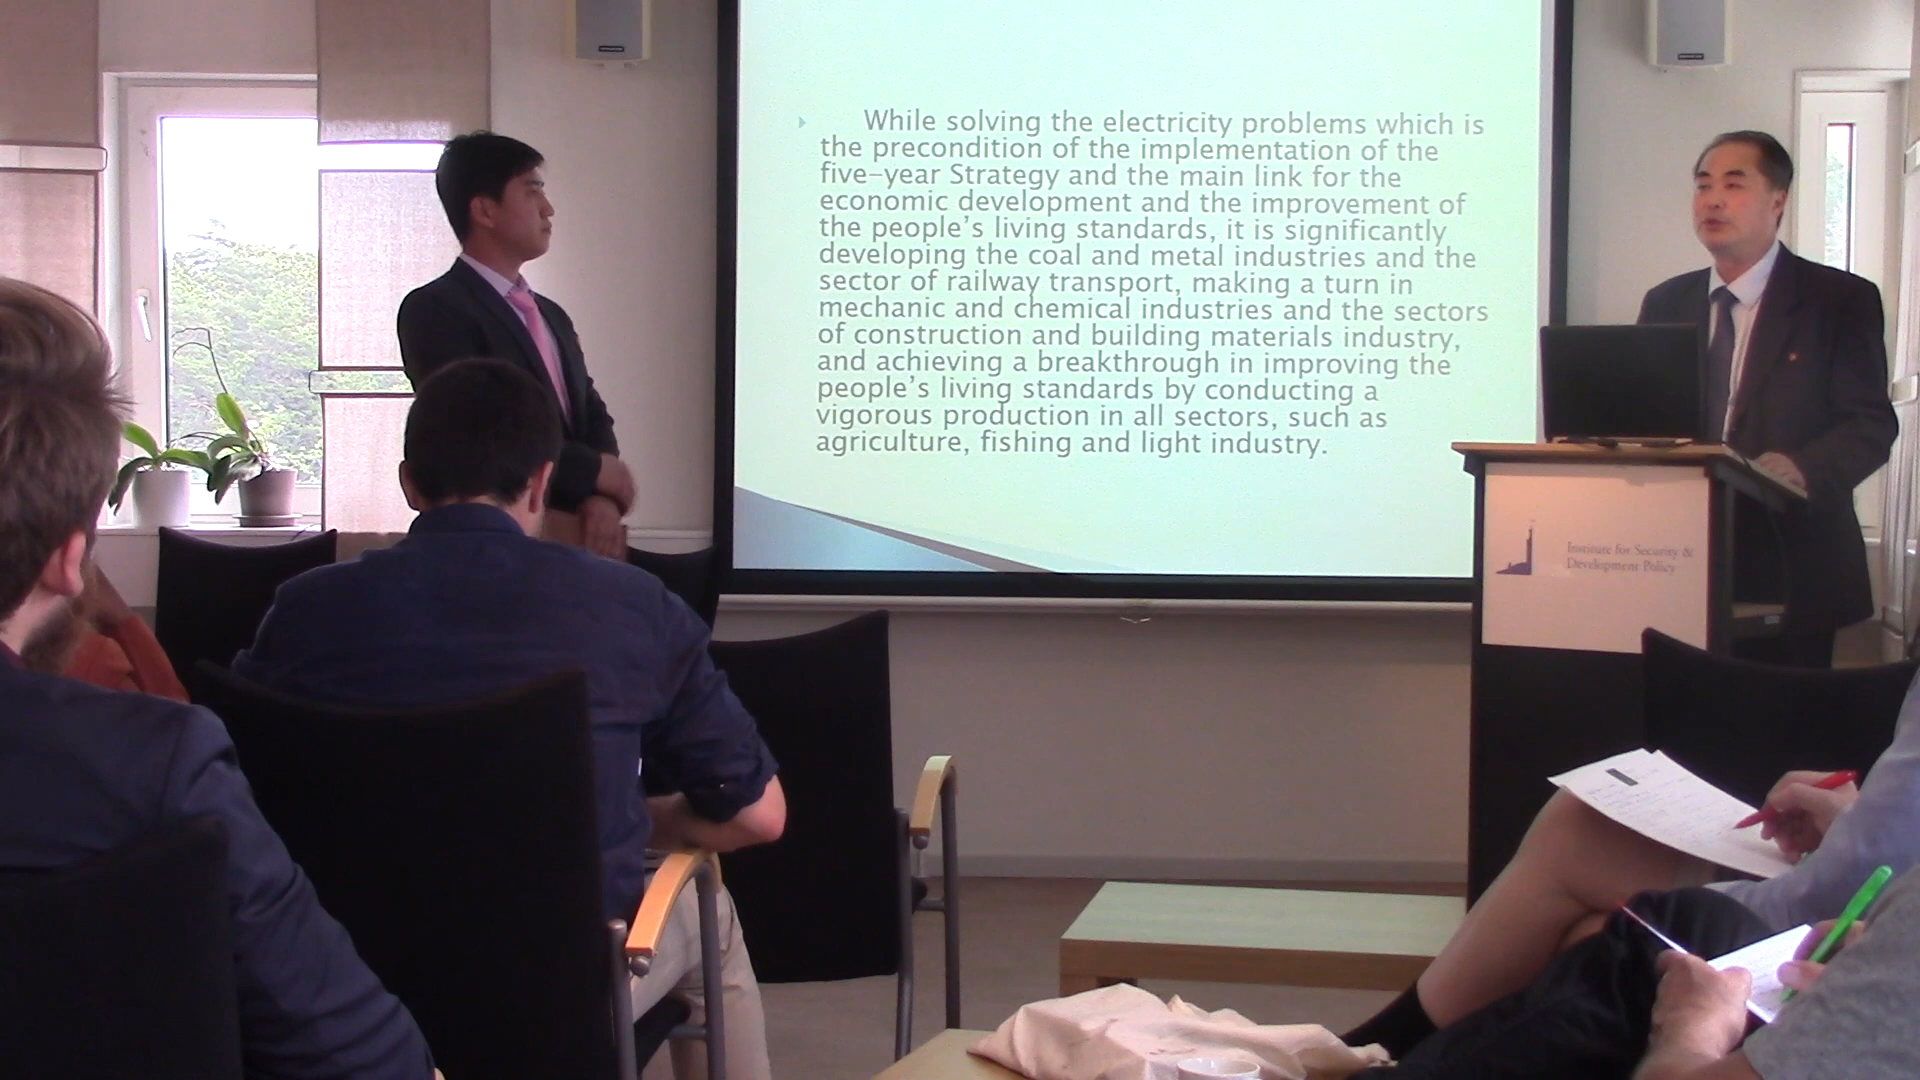 While solving the electricity problems which is
the precondition of the implementation of the
five-year Strategy and the main link for the
economic development and the improvement of
the people's living standards, it is significantly
developing the coal and metal industries and the
sector of railway transport, making a turn in
mechanic and chemical industries and the sectors
of construction and building materials industry,
and achieving a breakthrough in improving the
people's living standards by conducting a
vigorous production in all sectors, such as
agriculture, fishing and light industry.
Institute for Security &
Development Policy